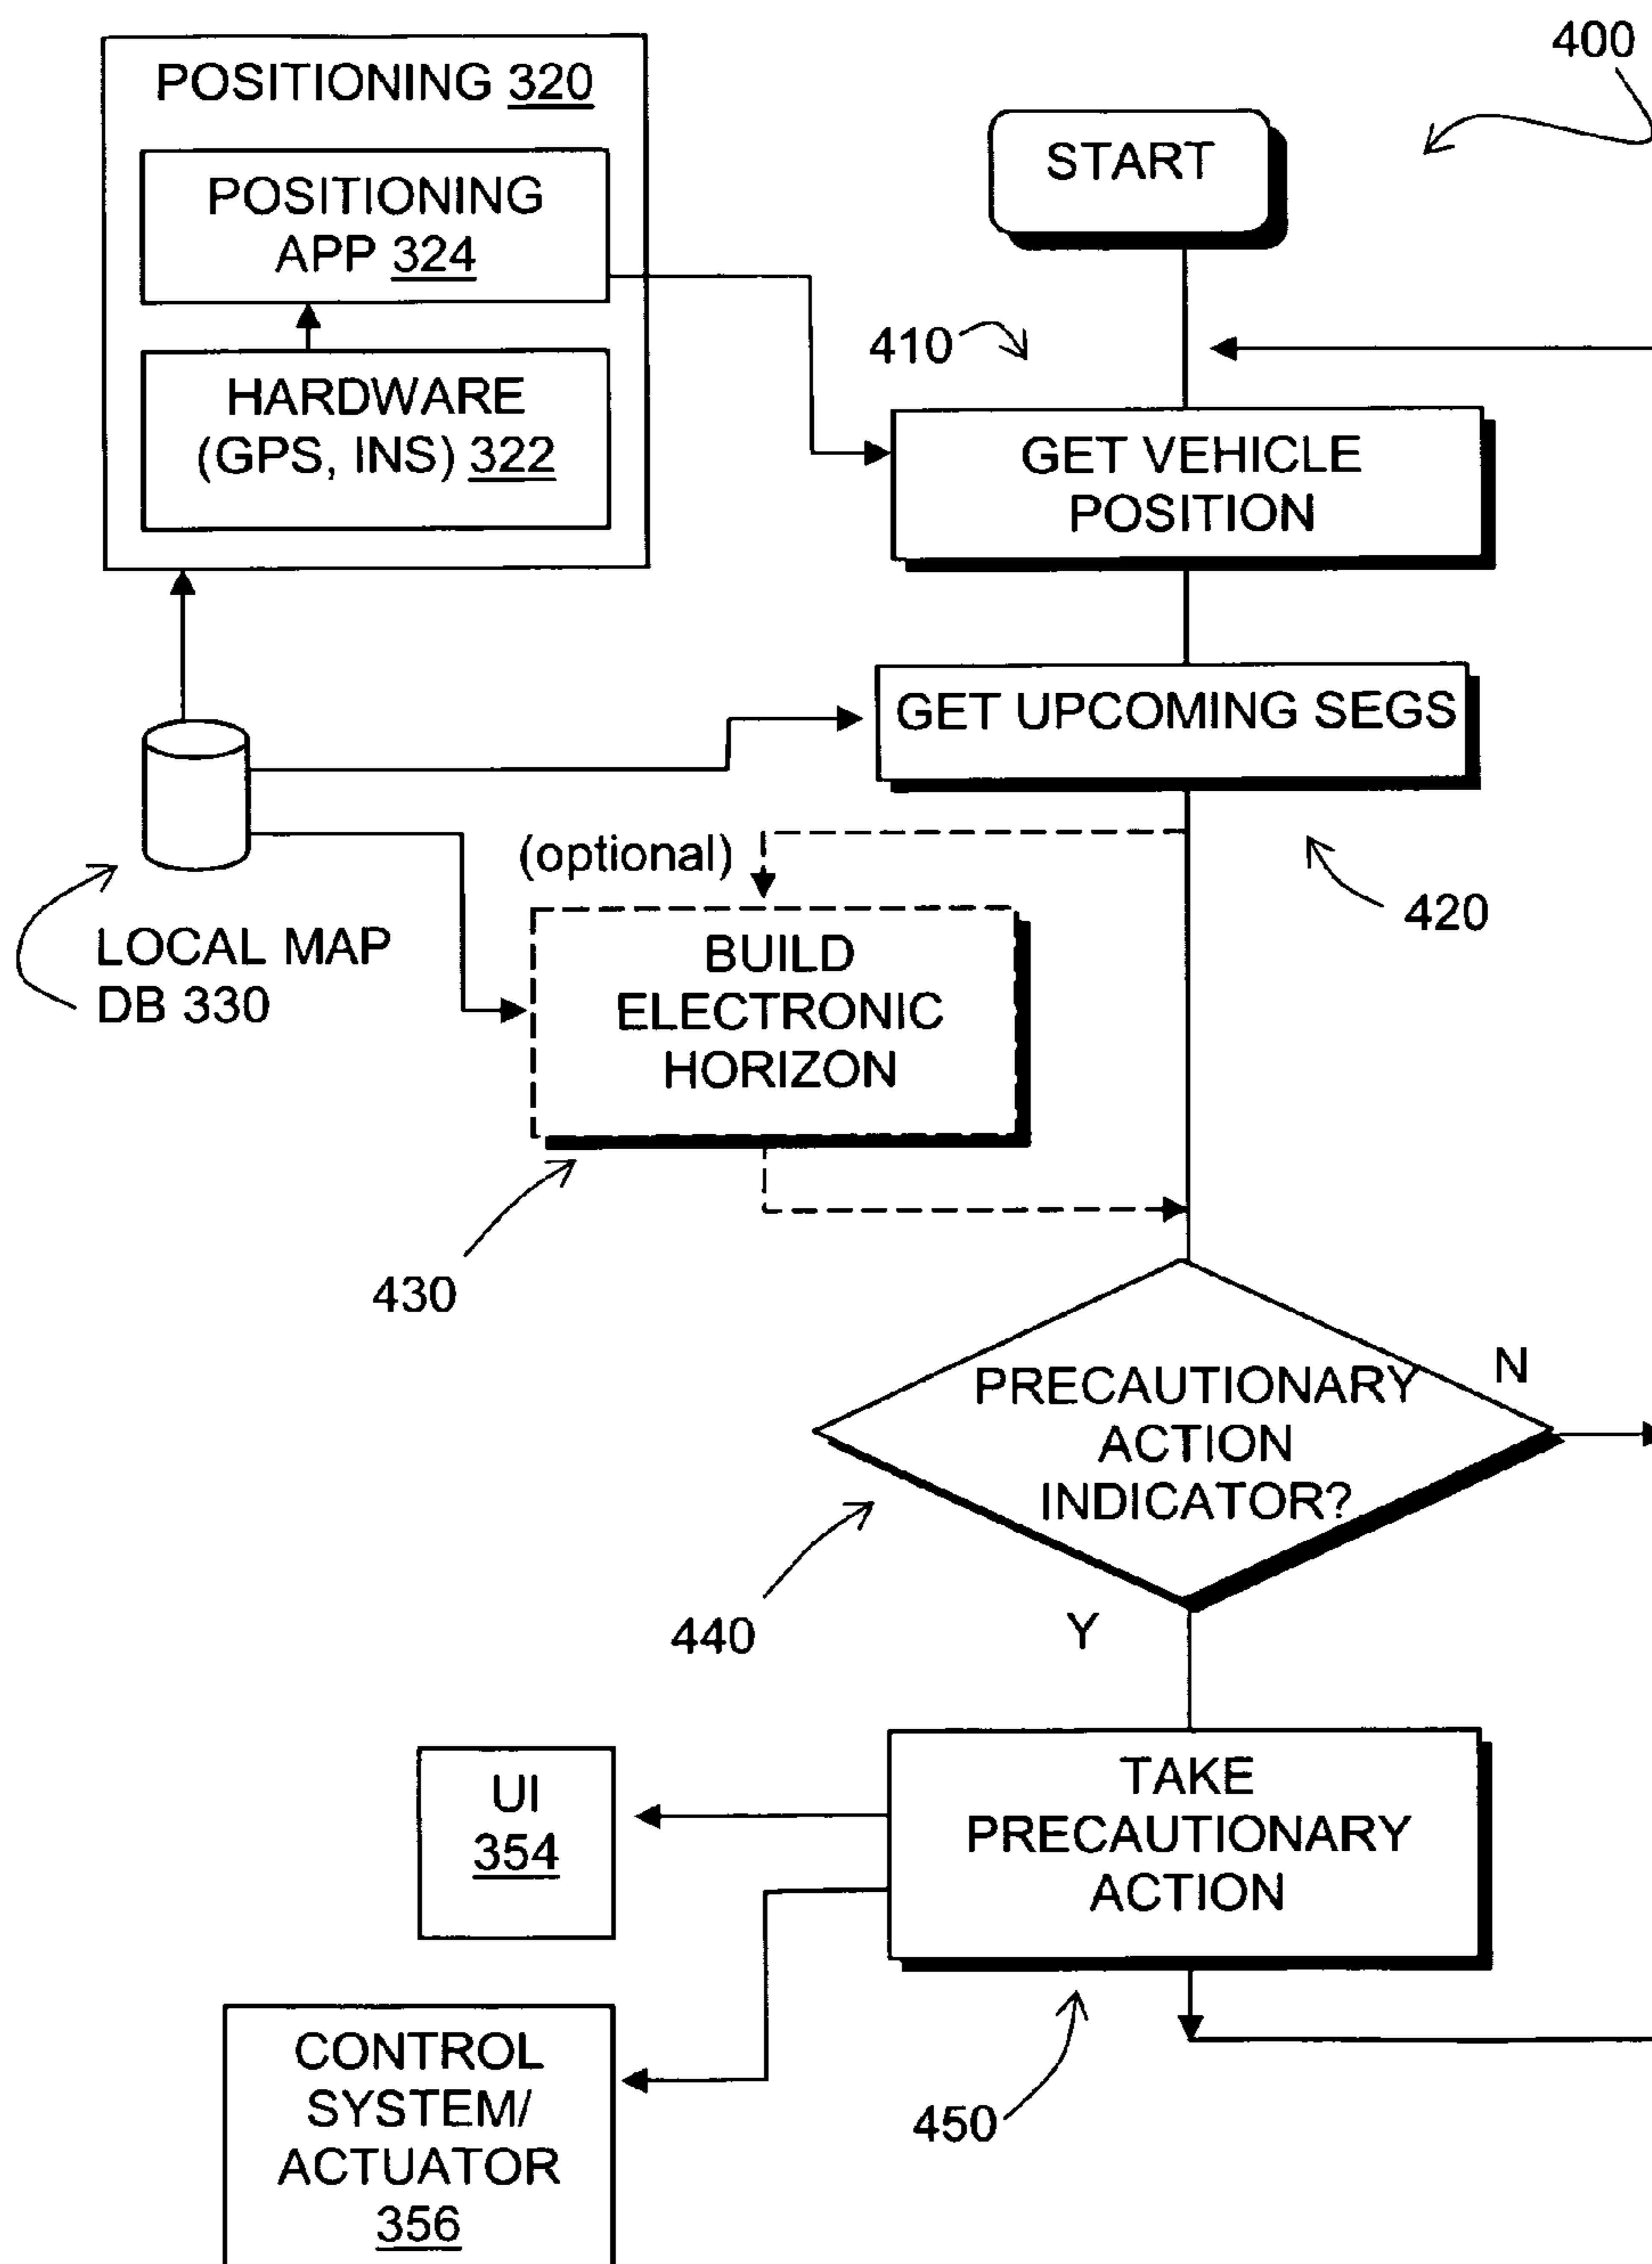 400
POSITIONING 320
POSITIONING
APP 324
HARDWARE
(GPS, INS) 322
START
410
GET VEHICLE
POSITION
GET UPCOMING SEGS
420
LOCAL MAP
DB 330
(optional)
BUILD
ELECTRONIC
HORIZON
430
PRECAUTIONARY
ACTION
INDICATOR?
N
440
Y
TAKE
PRECAUTIONARY
ACTION
UI
354
450
CONTROL
SYSTEM/
ACTUATOR
356